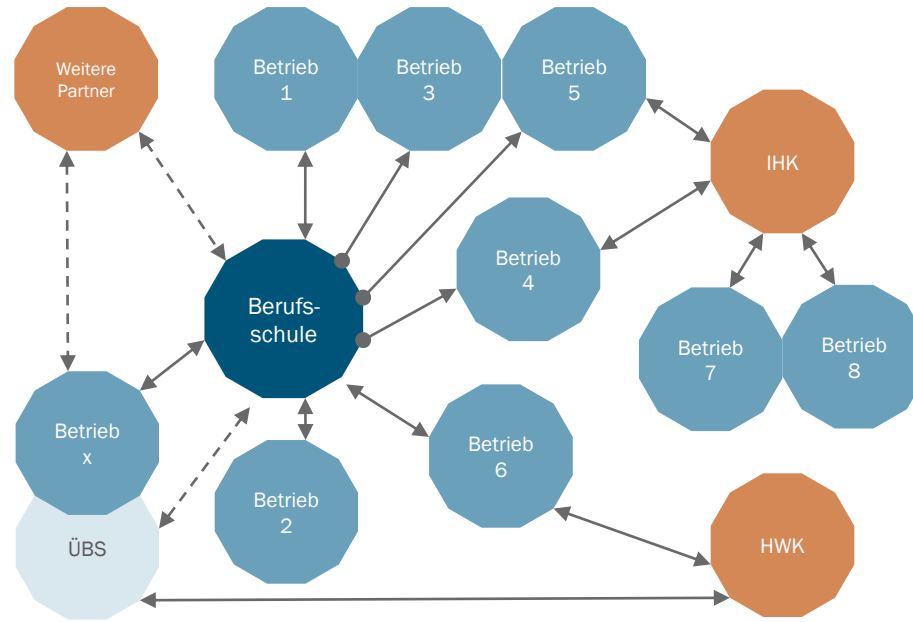 Weitere
Partner
Betrieb
1
Betrieb
3
Betrieb
5
IHK
Betrieb
4
Berufs-
schule
Betrieb
7
Betrieb
8
Betrieb
x
Betrieb
6
Betrieb
2
ÜBS
HWK